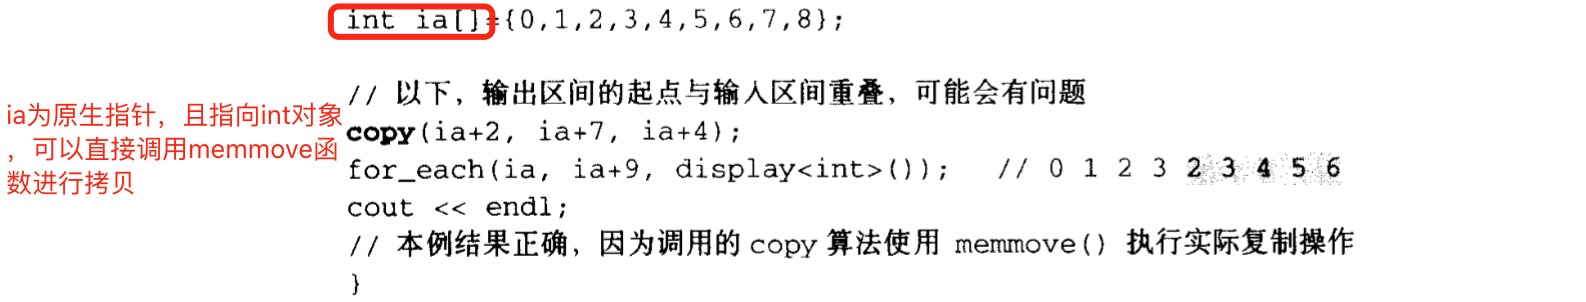 int ia[]={0,1,2,3,4,5,6,7,8};
// 以下，输出区间的起点与输入区间重叠，可能会有问题
ia为原生指针，且指向int对象
，可以直接调用memmove函
数进行拷贝
copy(ia+2, ia+7, ia+4);
for_each(ia, ia+9, display<int>()); // 0 1 2 3 2 3 4 5 6
cout << endl;
// 本例结果正确，因为调用的 copy 算法使用 memmove() 执行实际复制操作
}